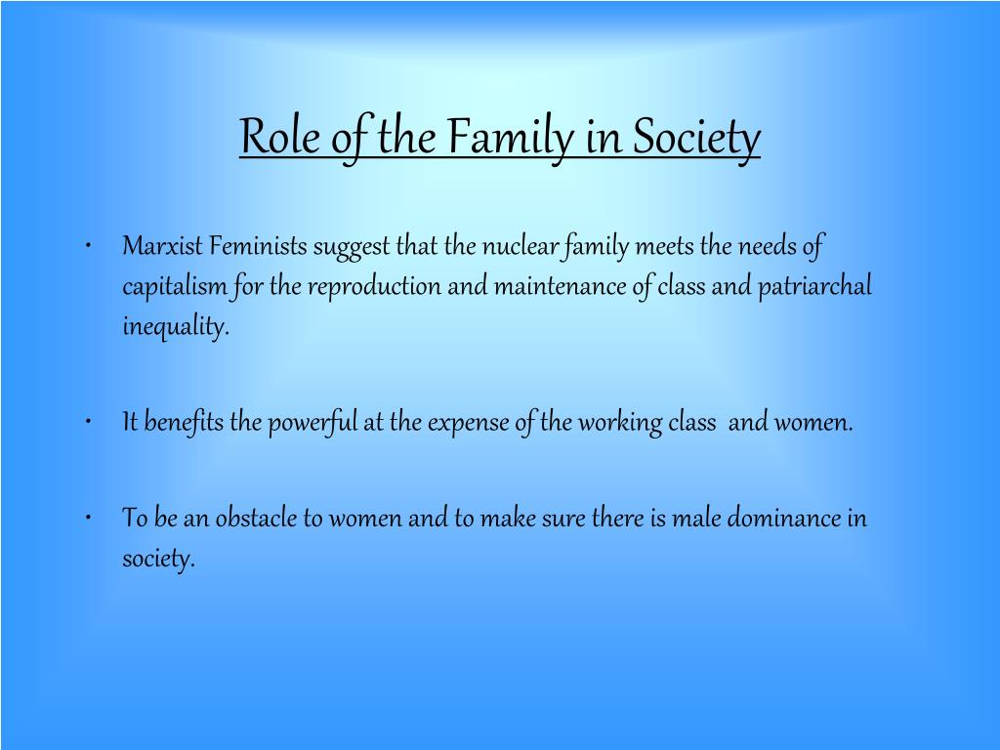 Role of the Family in Society
• Marxist Feminists suggest that the nuclear family meets the needs of
capitalism for the reproduction and maintenance of class and patriarchal
inequality.
• It benefits the powerful at the expense of the working class  and women.
• To be an obstacle to women and to make sure there is male dominance in
society.